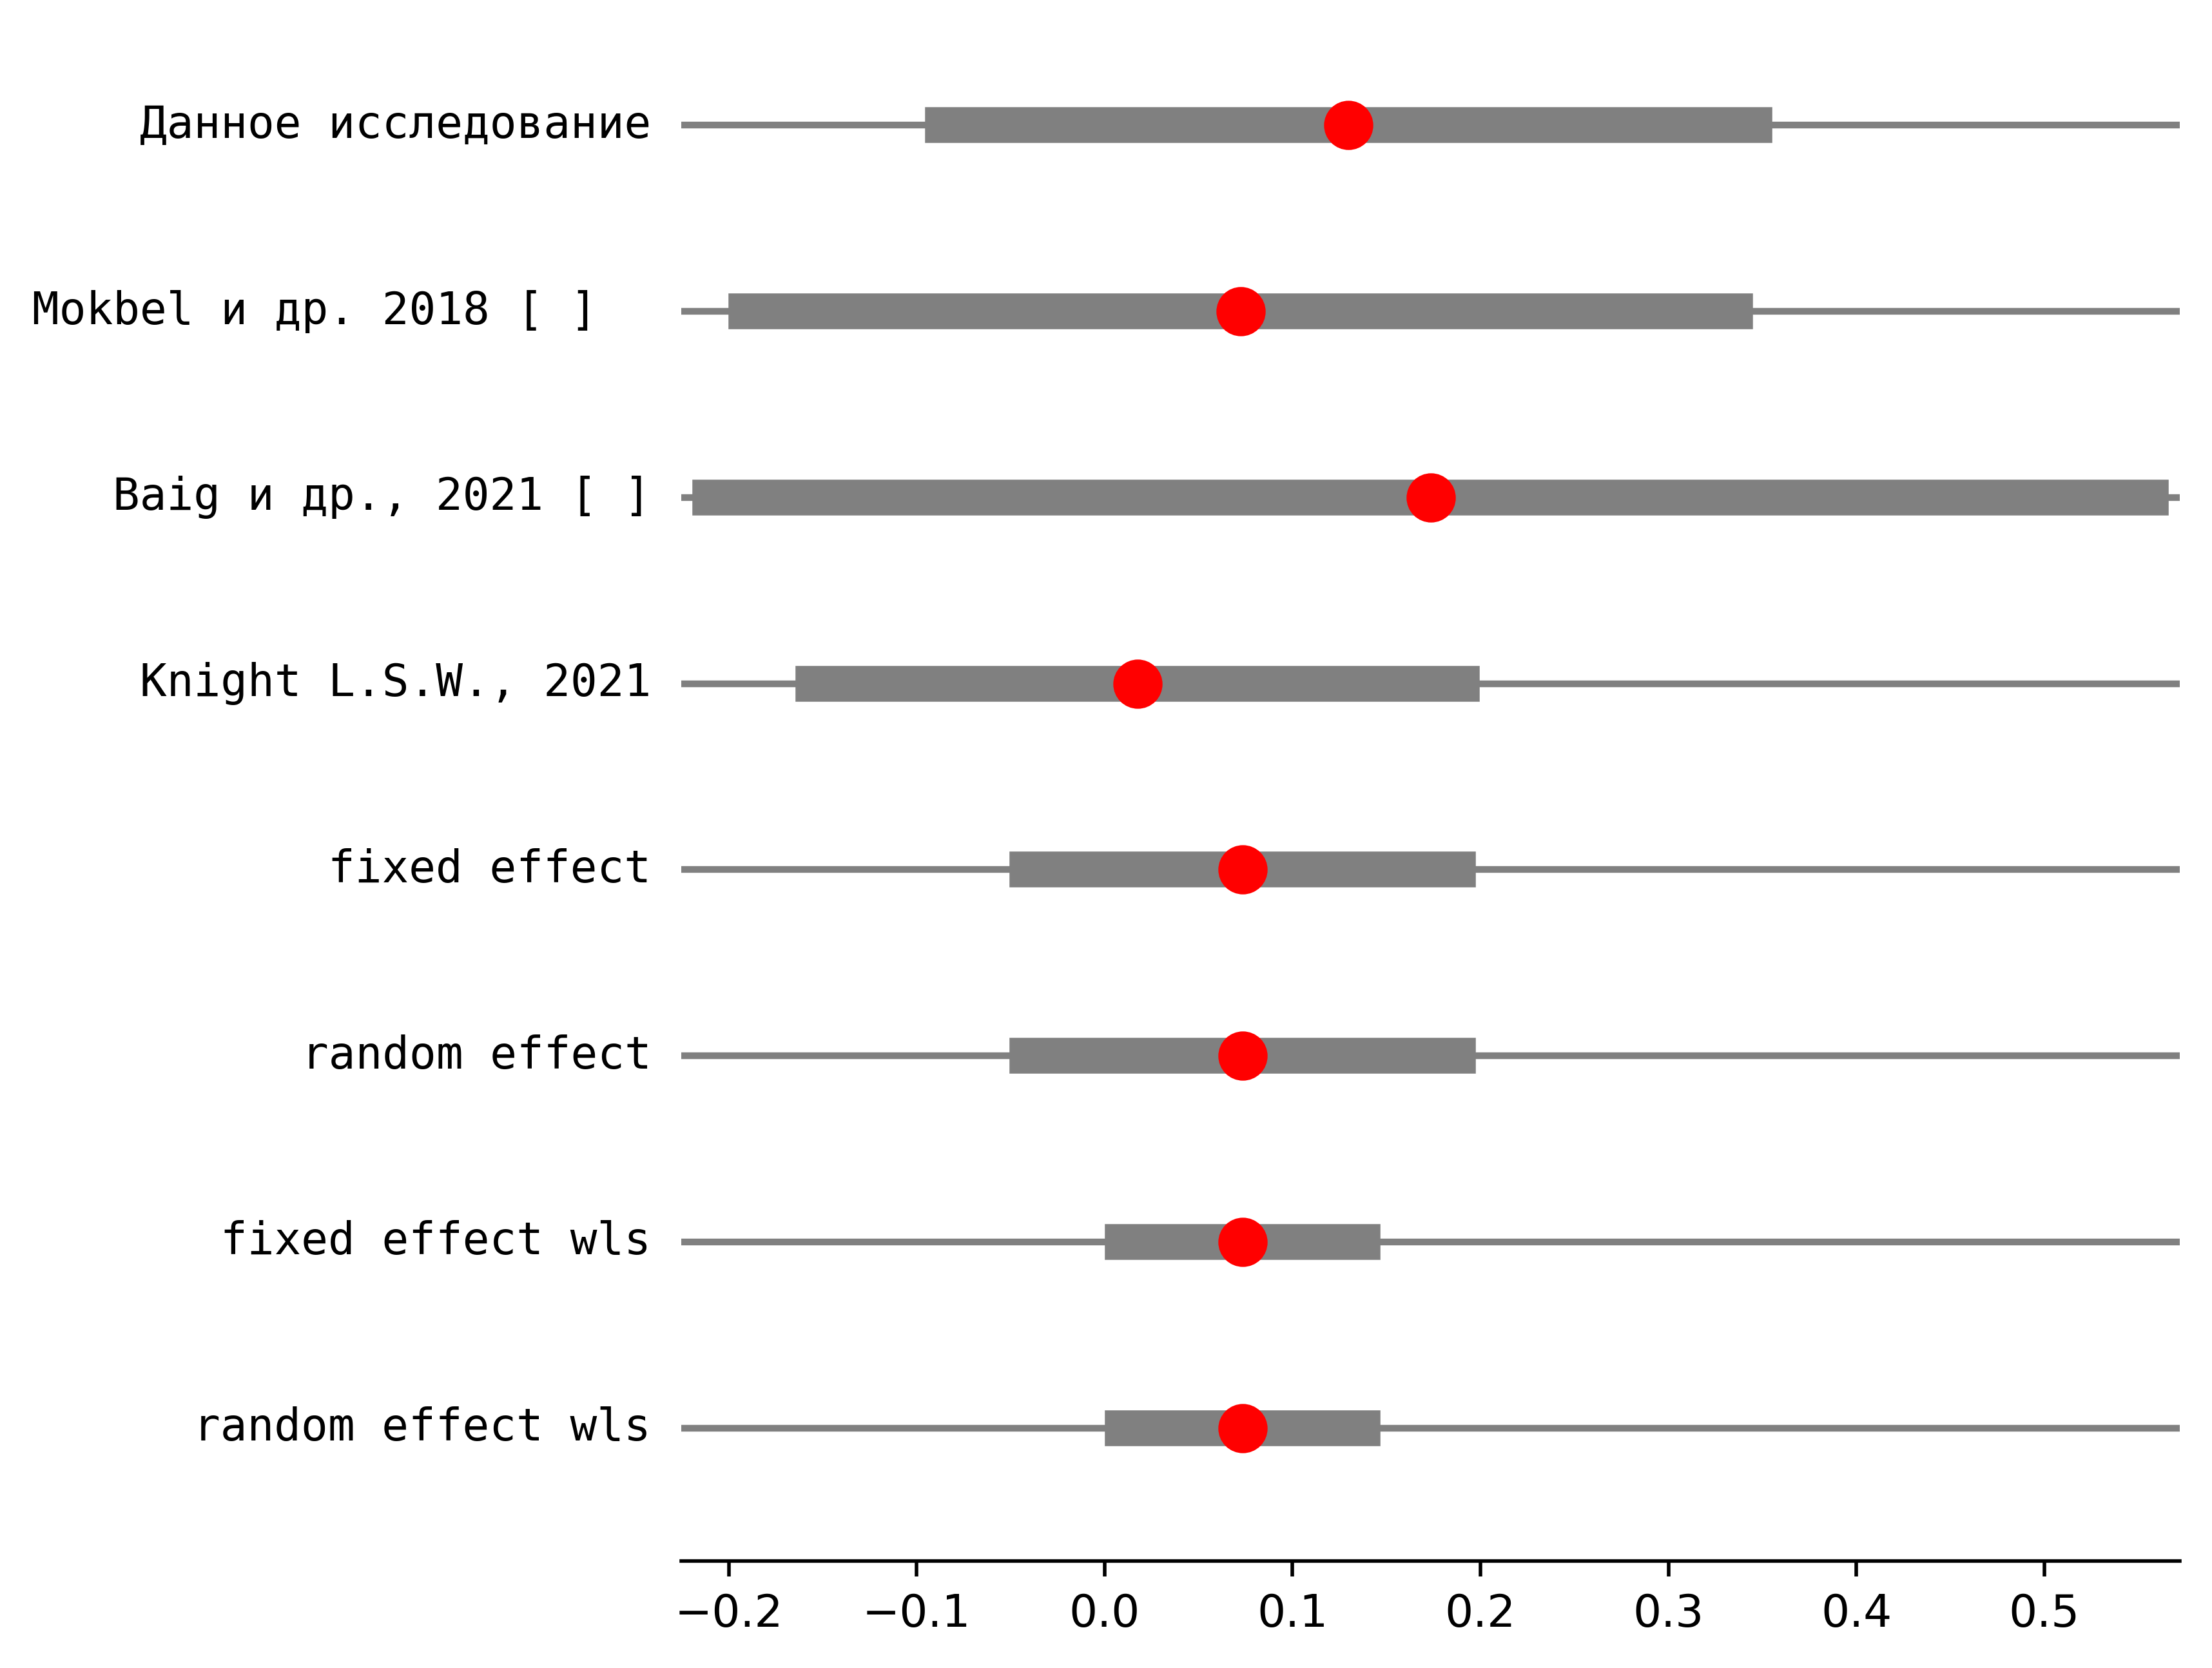 Данное исследование
Mokbel и др. 2018 [ ]
Baig и др., 2021 [ ]
Knight L.S.W., 2021
fixed effect
random effect
fixed effect wls
random effect wls
−0.2 −0.1 0.0 0.1 0.2 0.3 0.4 0.5